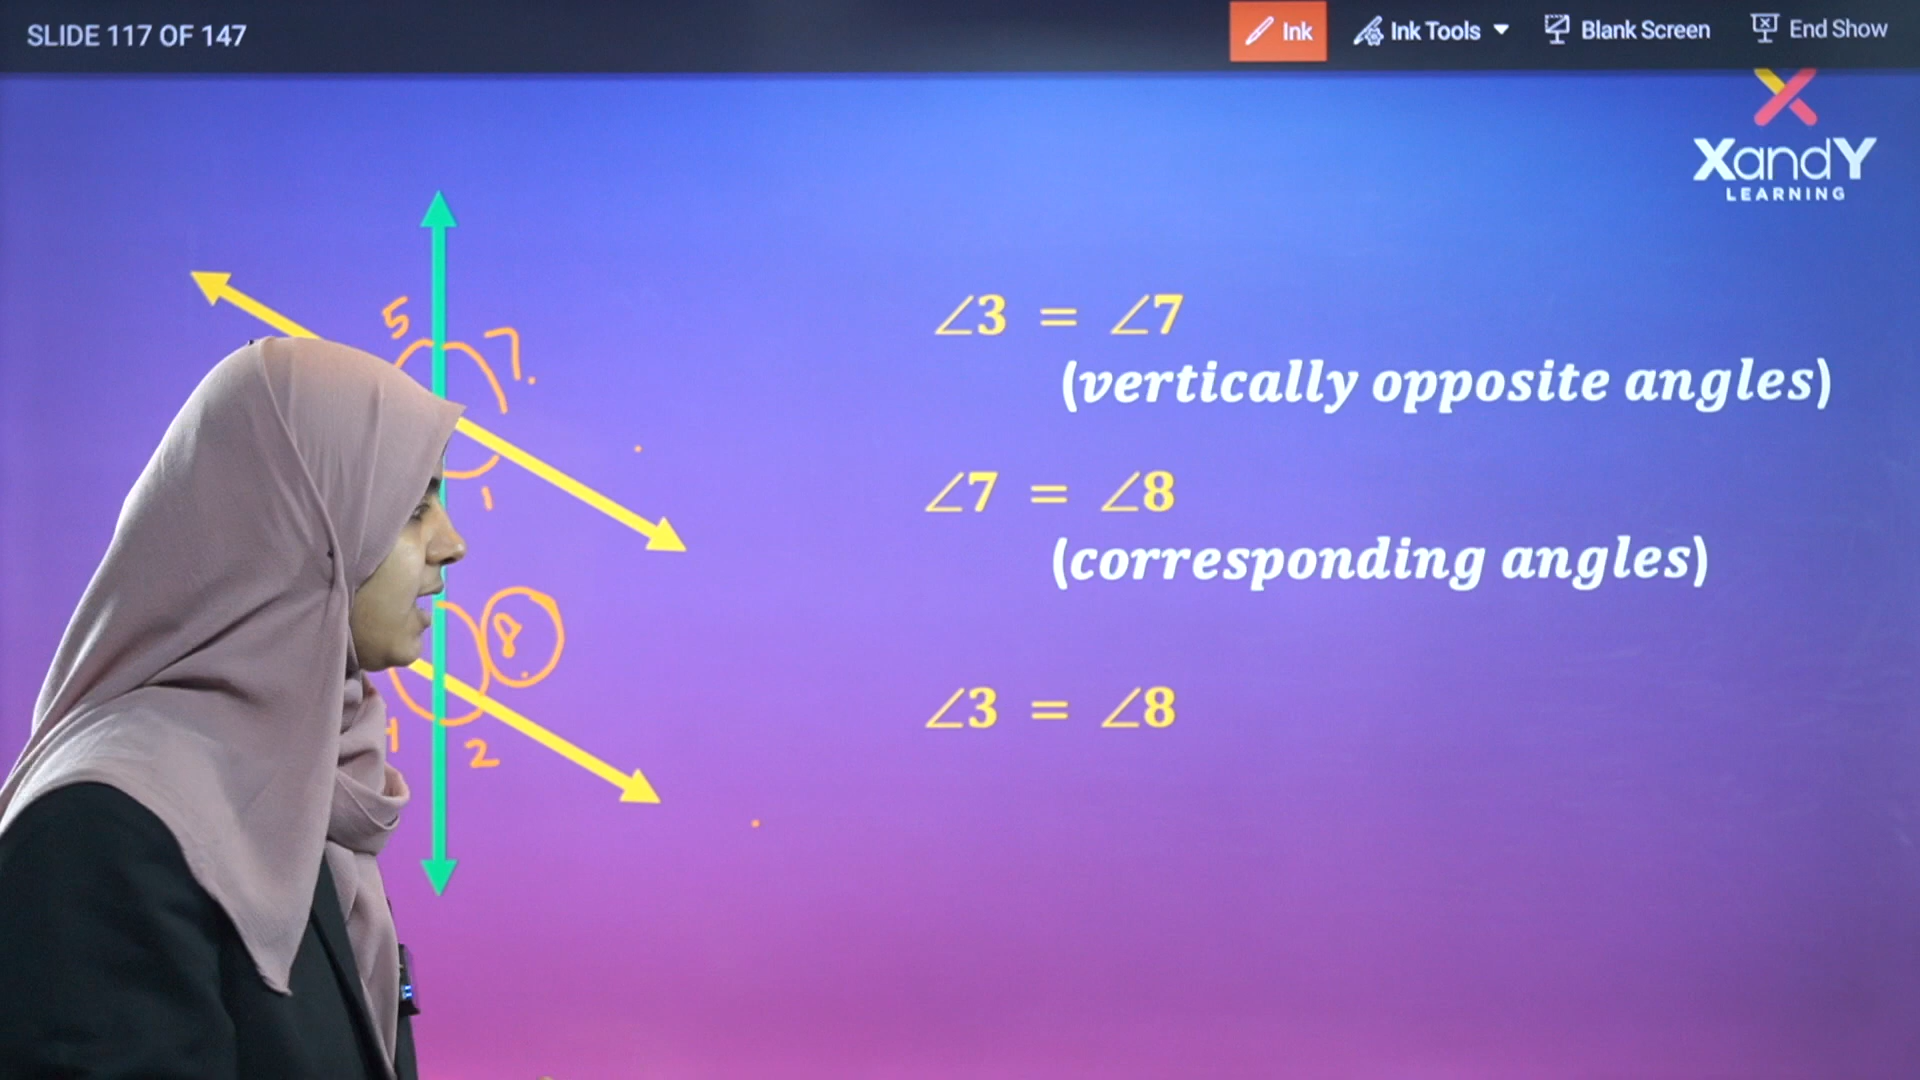 SLIDE 117 OF 147
Ink
Ink Tools
Blank Screen
End Show
XandY
LEARNING
5
7
1
8
4
2
∠3 = ∠7
(vertically opposite angles)
∠7 = ∠8
(corresponding angles)
∠3 = ∠8